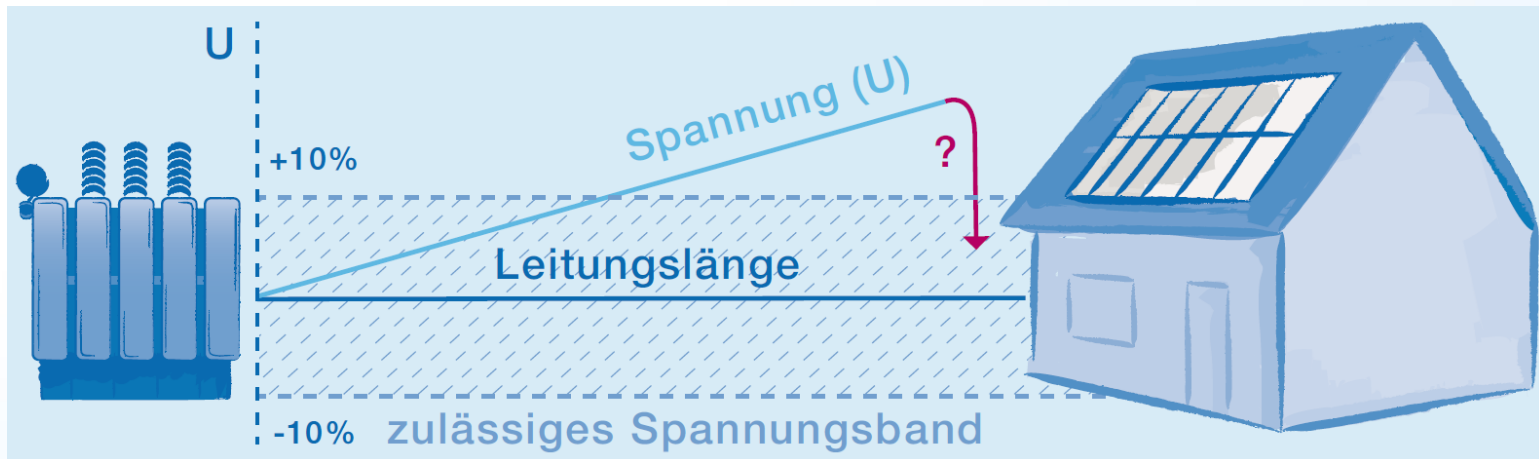 U
Spannung (U)
+10%
?
Leitungslänge
-10%
zulässiges Spannungsband